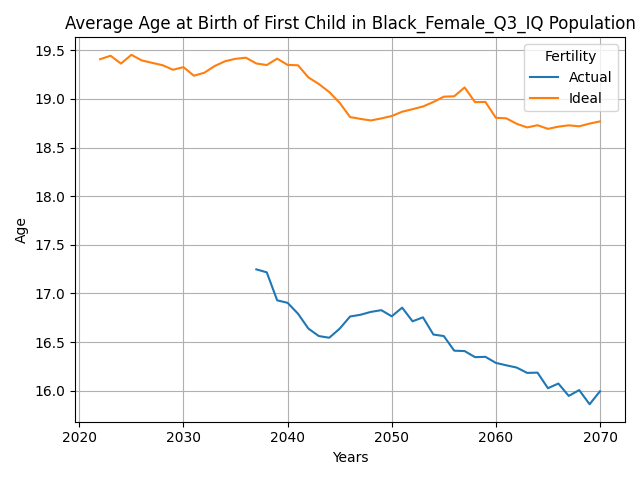 Average Age at Birth of First Child in Black_Female_Q3_IQ Population
Fertility
Actual
Ideal
Age
19.5
19.0
18.5
18.0
17.5
17.0
16.5
16.0
2020 2030 2040 2050 2060 2070
Years